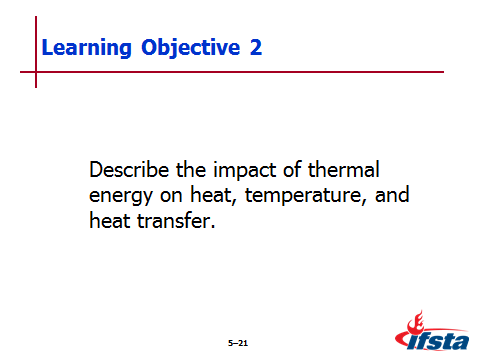 Learning Objective 2
Describe the impact of thermal
energy on heat, temperature, and
heat transfer.
5–21
ifsta